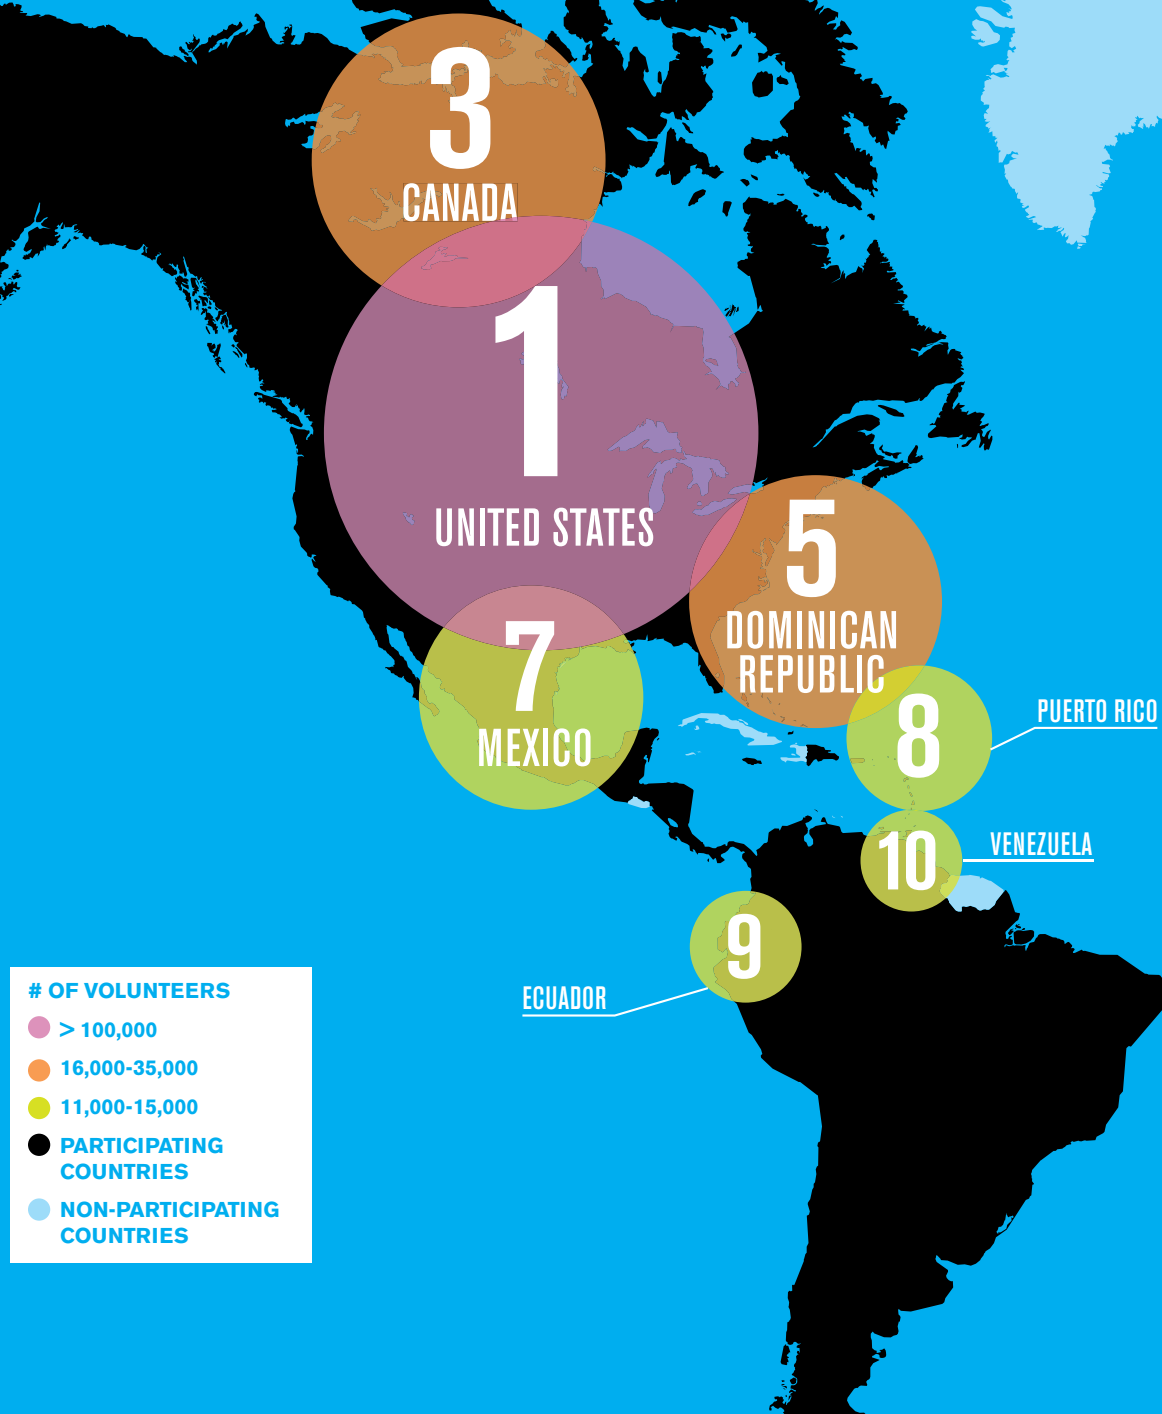 3
CANADA
1
UNITED STATES
5
DOMINICAN
REPUBLIC
7
MEXICO
8
PUERTO RICO
10
VENEZUELA
9
ECUADOR
# OF VOLUNTEERS
> 100,000
16,000-35,000
11,000-15,000
PARTICIPATING
COUNTRIES
NON-PARTICIPATING
COUNTRIES